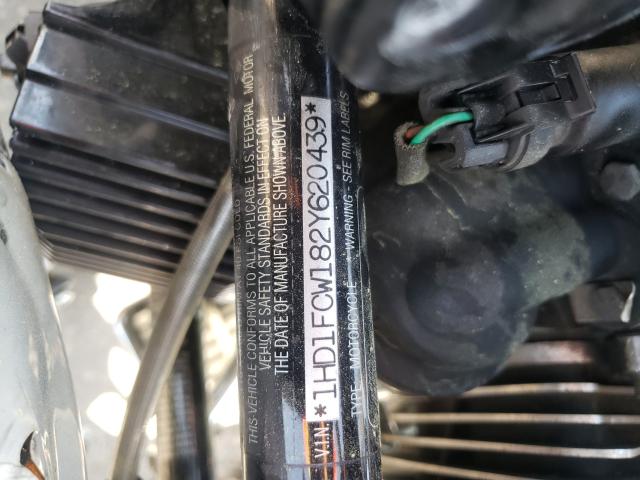 THIS VEHICLE CONFORMS TO ALL APPLICABLE U.S. FEDERAL MOTOR
VEHICLE SAFETY STANDARDS IN EFFECT ON
THE DATE OF MANUFACTURE SHOWN ABOVE
V.I.N. *1HD1FCW182Y620439*
TYPE - MOTORCYCLE - WARNING - SEE RIM LABELS